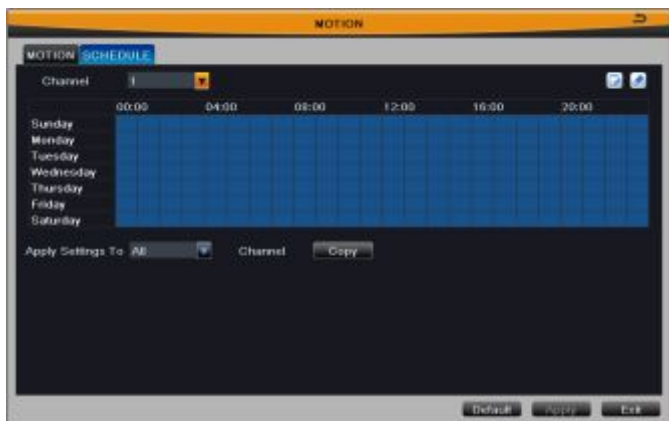 MOTION
MOTION SCHEDULE
Channel 1
00:00 04:00 08:00 12:00 16:00 20:00
Sunday
Monday
Tuesday
Wednesday
Thursday
Friday
Saturday
Apply Settings To All Channel Copy
Default Apply Exit